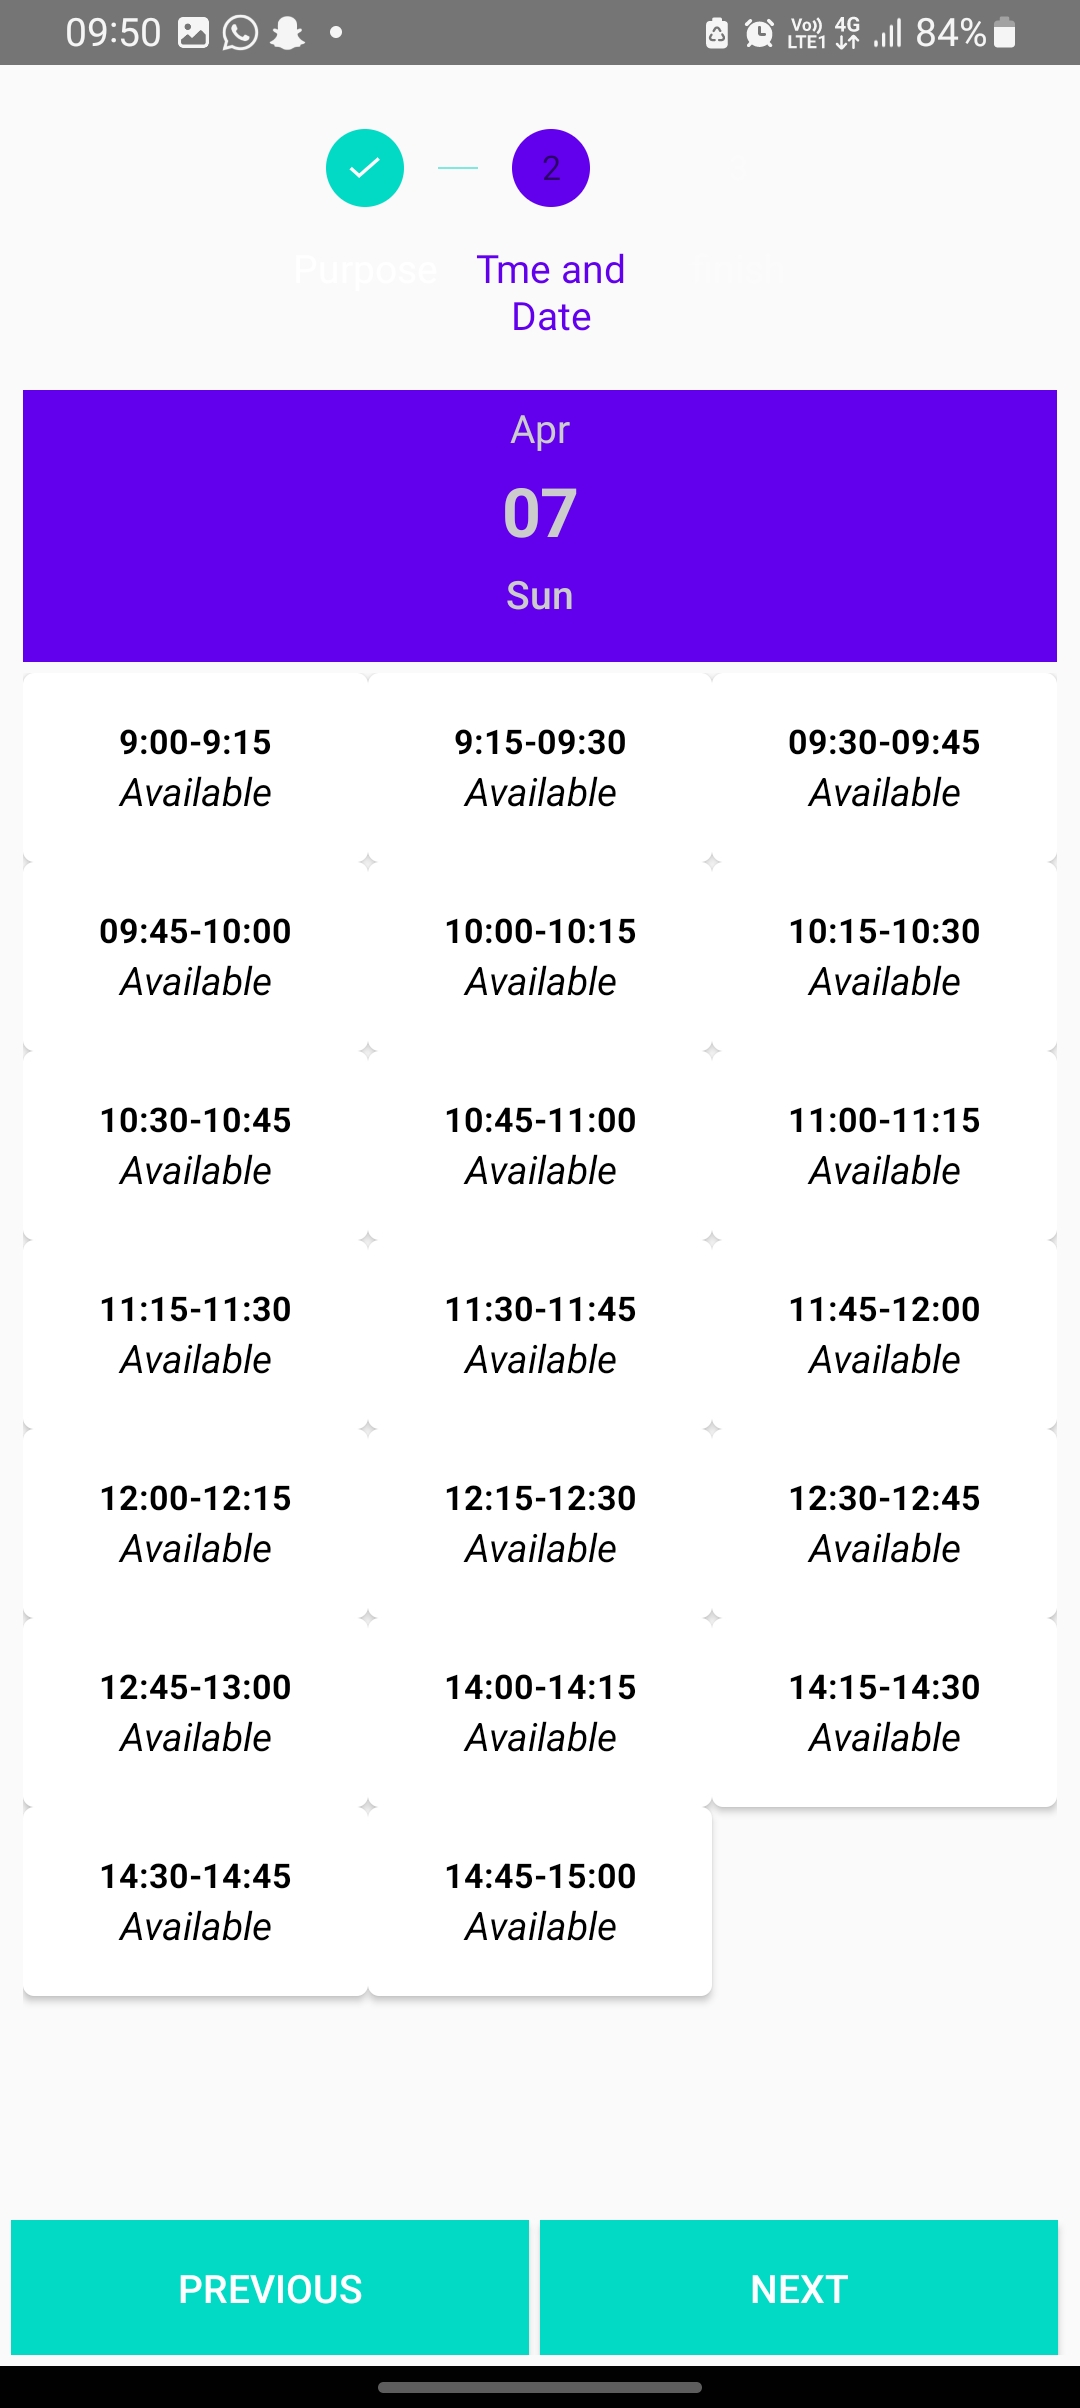 09:50 Vo)) LTE1 4G 84%
2
Purpose Tme and
Date
Apr
07
Sun
9:00-9:15 9:15-09:30 09:30-09:45
Available Available Available
09:45-10:00 10:00-10:15 10:15-10:30
Available Available Available
10:30-10:45 10:45-11:00 11:00-11:15
Available Available Available
11:15-11:30 11:30-11:45 11:45-12:00
Available Available Available
12:00-12:15 12:15-12:30 12:30-12:45
Available Available Available
12:45-13:00 14:00-14:15 14:15-14:30
Available Available Available
14:30-14:45 14:45-15:00
Available Available
PREVIOUS NEXT